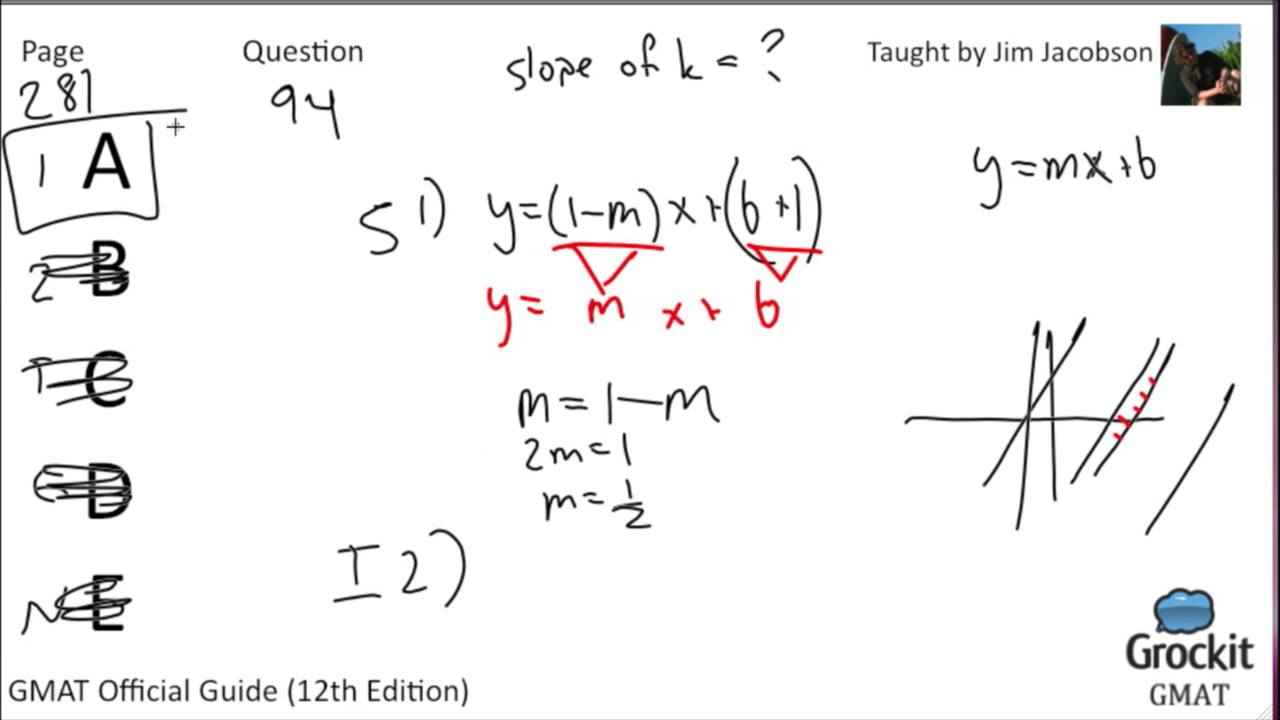 Page
Question
slope of k = ?
Taught by Jim Jacobson
281
94
1 A
y=mx+b
S 1) y=(1-m)x+(b+1)
2 B
y= m x+ b
T C
m=1-m
2m=1
E D
m=1/2
I 2)
N E
Grockit
GMAT
GMAT Official Guide (12th Edition)